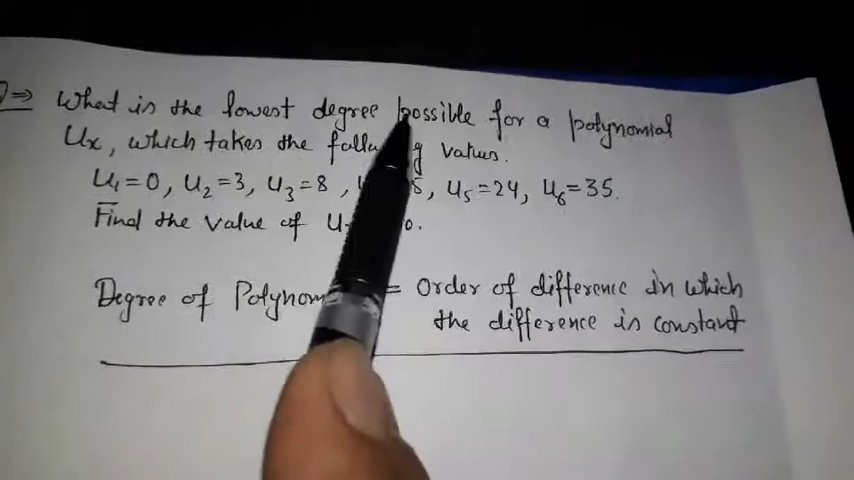 Q⇒ What is the lowest degree possible for a polynomial
Ux, which takes the values.
U1=0, U2=3, U3=8, U5=24, U6=35.
Find the value of
Degree of = Order of difference in which
the difference is constant